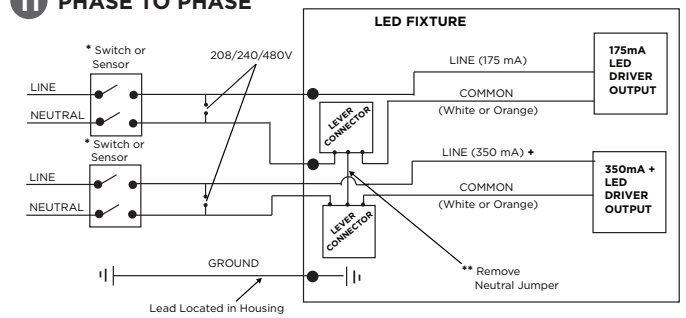 11 PHASE TO PHASE
LED FIXTURE
* Switch or
Sensor
208/240/480V
LINE
NEUTRAL
LINE (175 mA)
COMMON
(White or Orange)
175mA
LED
DRIVER
OUTPUT
LEVER
CONNECTOR
* Switch or
Sensor
LINE
NEUTRAL
LINE (350 mA) +
COMMON
(White or Orange)
350mA +
LED
DRIVER
OUTPUT
LEVER
CONNECTOR
GROUND
** Remove
Neutral Jumper
Lead Located in Housing